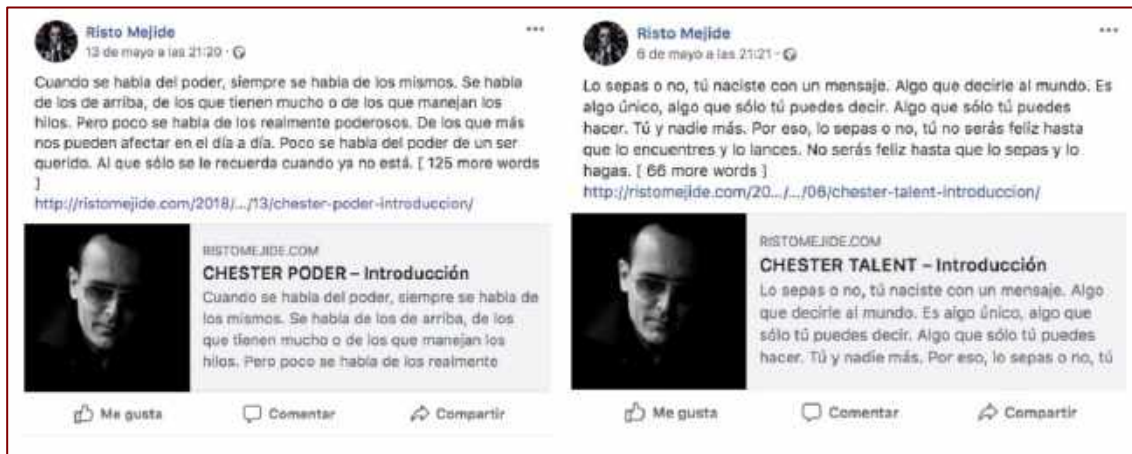 Risto Mejide
13 de mayo a las 21:20
Cuando se habla del poder, siempre se habla de los mismos. Se habla
de los de arriba, de los que tienen mucho o de los que manejan los
hilos. Pero poco se habla de los realmente poderosos. De los que más
nos pueden afectar en el día a día. Poco se habla del poder de un ser
querido. Al que sólo se le recuerda cuando ya no está. [ 125 more words
]
http://ristomejide.com/2018/.../13/chester-poder-introduccion/
RISTOMEJIDE.COM
CHESTER PODER – Introducción
Cuando se habla del poder, siempre se habla de
los mismos. Se habla de los de arriba, de los
que tienen mucho o de los que manejan los
hilos. Pero poco se habla de los realmente
Me gusta Comentar Compartir
Risto Mejide
6 de mayo a las 21:21
Lo sepas o no, tú naciste con un mensaje. Algo que decirle al mundo. Es
algo único, algo que sólo tú puedes decir. Algo que sólo tú puedes
hacer. Tú y nadie más. Por eso, lo sepas o no, tú no serás feliz hasta
que lo encuentres y lo lances. No serás feliz hasta que lo sepas y lo
hagas. [ 66 more words ]
http://ristomejide.com/20.../.../06/chester-talent-introduccion/
RISTOMEJIDE.COM
CHESTER TALENT – Introducción
Lo sepas o no, tú naciste con un mensaje. Algo
que decirle al mundo. Es algo único, algo que
sólo tú puedes decir. Algo que sólo tú puedes
hacer. Tú y nadie más. Por eso, lo sepas o no, tú
Me gusta Comentar Compartir